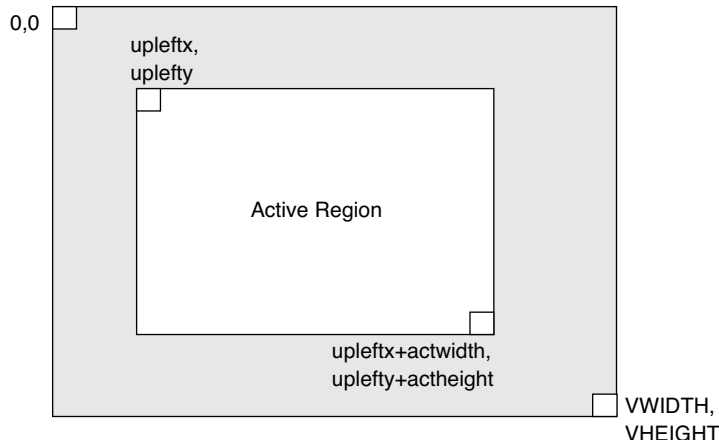 0,0
upleftx,
uplefty
Active Region
upleftx+actwidth,
uplefty+actheight
VWIDTH,
VHEIGHT